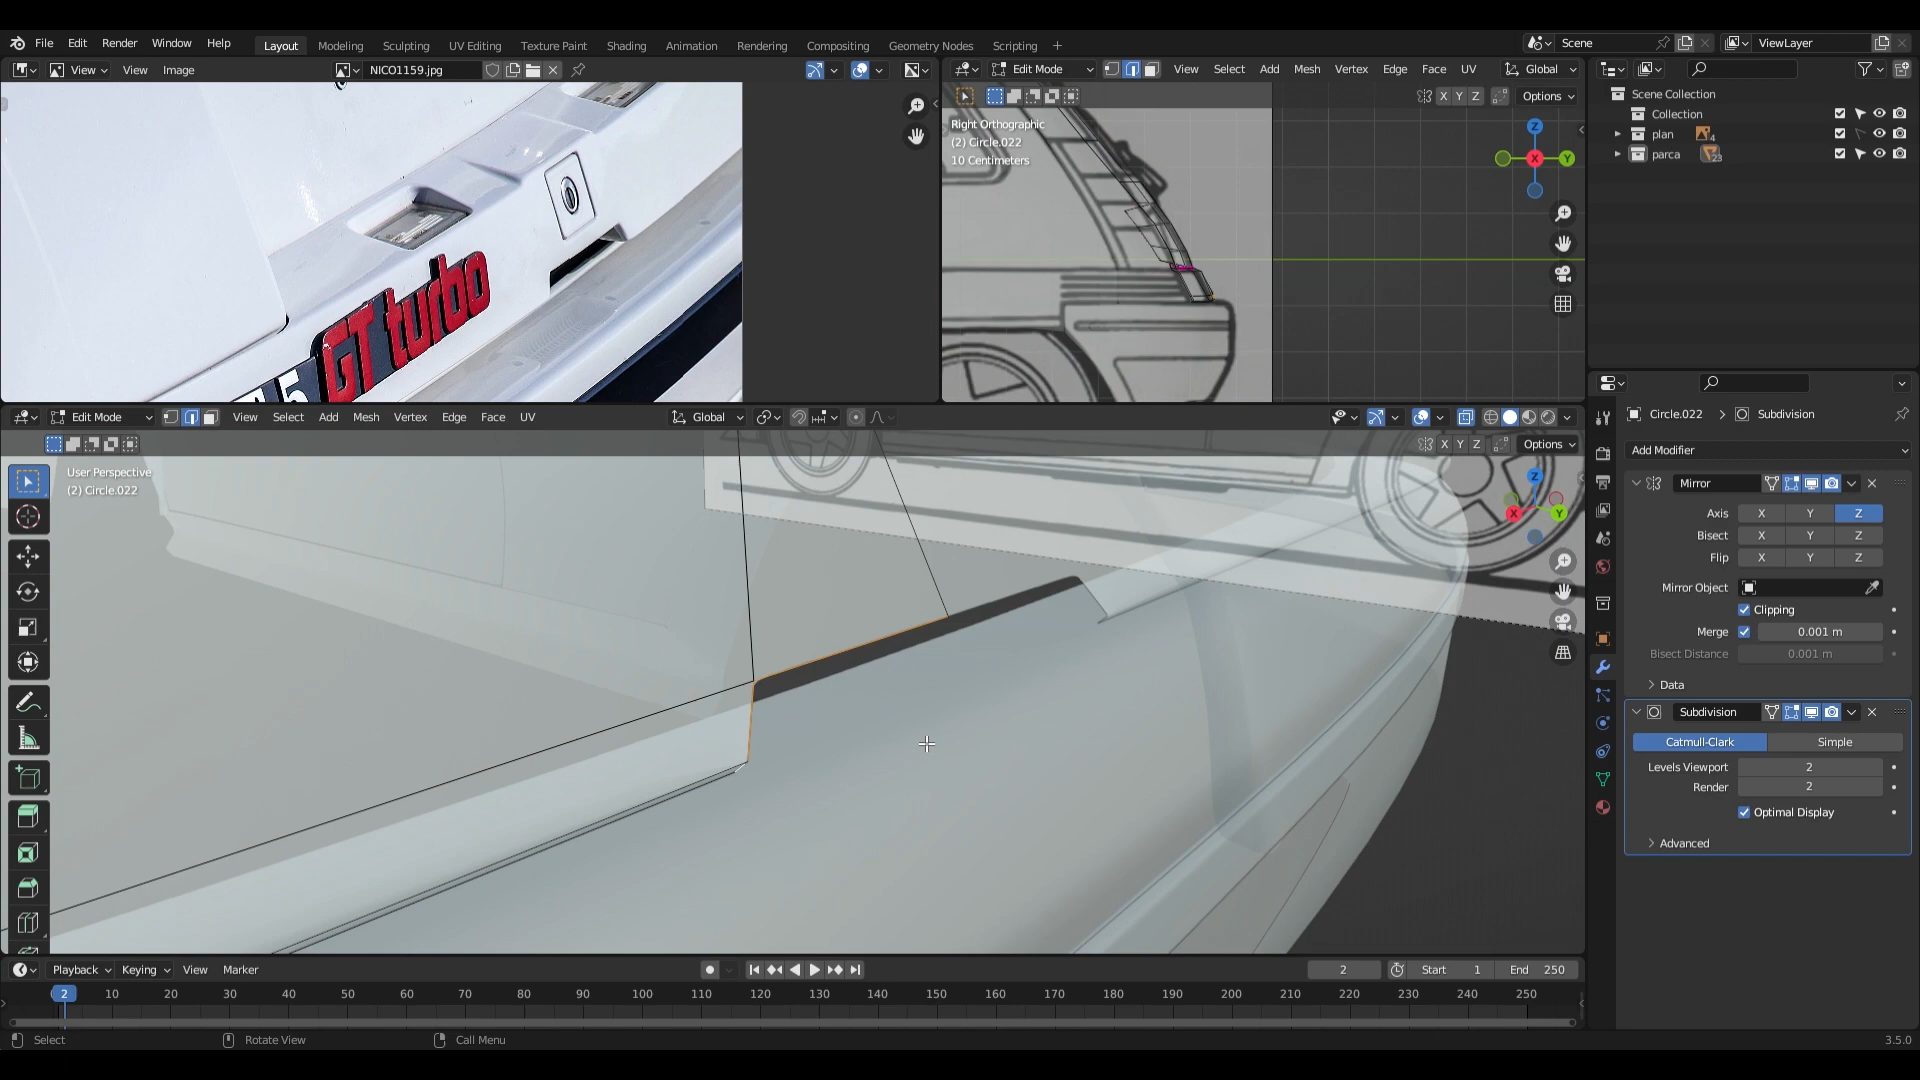 File Edit Render Window Help
Layout Modeling Sculpting UV Editing Texture Paint Shading Animation Rendering Compositing Geometry Nodes Scripting +
Scene
ViewLayer
View View Image
NICO1159.jpg
5 GT turbo
Edit Mode View Select Add Mesh Vertex Edge Face UV Global
X Y Z Options
Right Orthographic
(2) Circle.022
10 Centimeters
Z
X
Y
Scene Collection
Collection
plan 4
parca 23
Edit Mode View Select Add Mesh Vertex Edge Face UV Global
X Y Z Options
User Perspective
(2) Circle.022
Z
X
Y
Circle.022 > Subdivision
Add Modifier
Mirror
Axis X Y Z
Bisect X Y Z
Flip X Y Z
Mirror Object
Clipping
Merge 0.001 m
Bisect Distance 0.001 m
Data
Subdivision
Catmull-Clark Simple
Levels Viewport 2
Render 2
Optimal Display
Advanced
Playback Keying View Marker
2 Start 1 End 250
2 10 20 30 40 50 60 70 80 90 100 110 120 130 140 150 160 170 180 190 200 210 220 230 240 250
Select Rotate View Call Menu
3.5.0